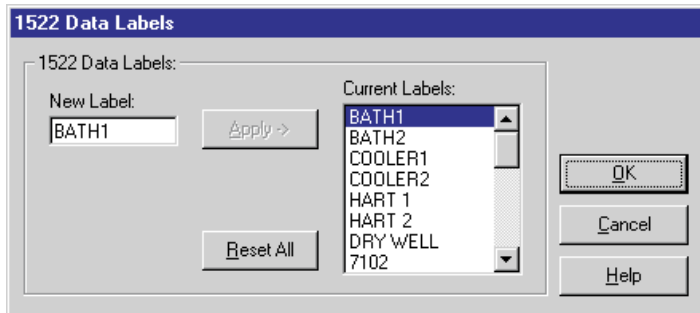 1522 Data Labels
1522 Data Labels:
New Label:
BATH1
Apply ->
Reset All
Current Labels:
BATH1
BATH2
COOLER1
COOLER2
HART 1
HART 2
DRY WELL
7102
OK
Cancel
Help